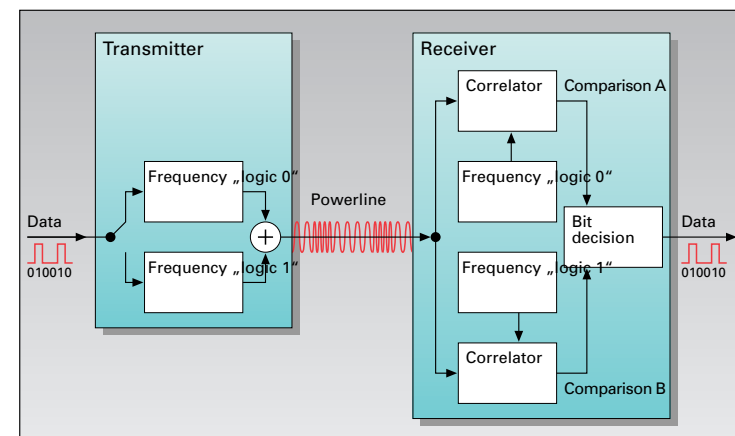 Transmitter
Receiver
Correlator
Comparison A
Frequency „logic 0“
Frequency „logic 0“
Powerline
Data
010010
Bit
decision
Data
010010
Frequency „logic 1“
Frequency „logic 1“
Correlator
Comparison B